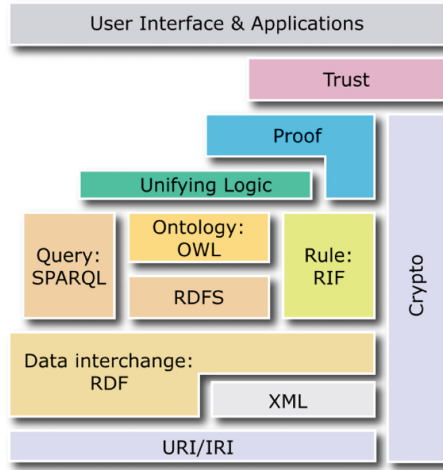 User Interface & Applications
Trust
Proof
Unifying Logic
Query:
SPARQL
Ontology:
OWL
RDFS
Rule:
RIF
Crypto
Data interchange:
RDF
XML
URI/IRI